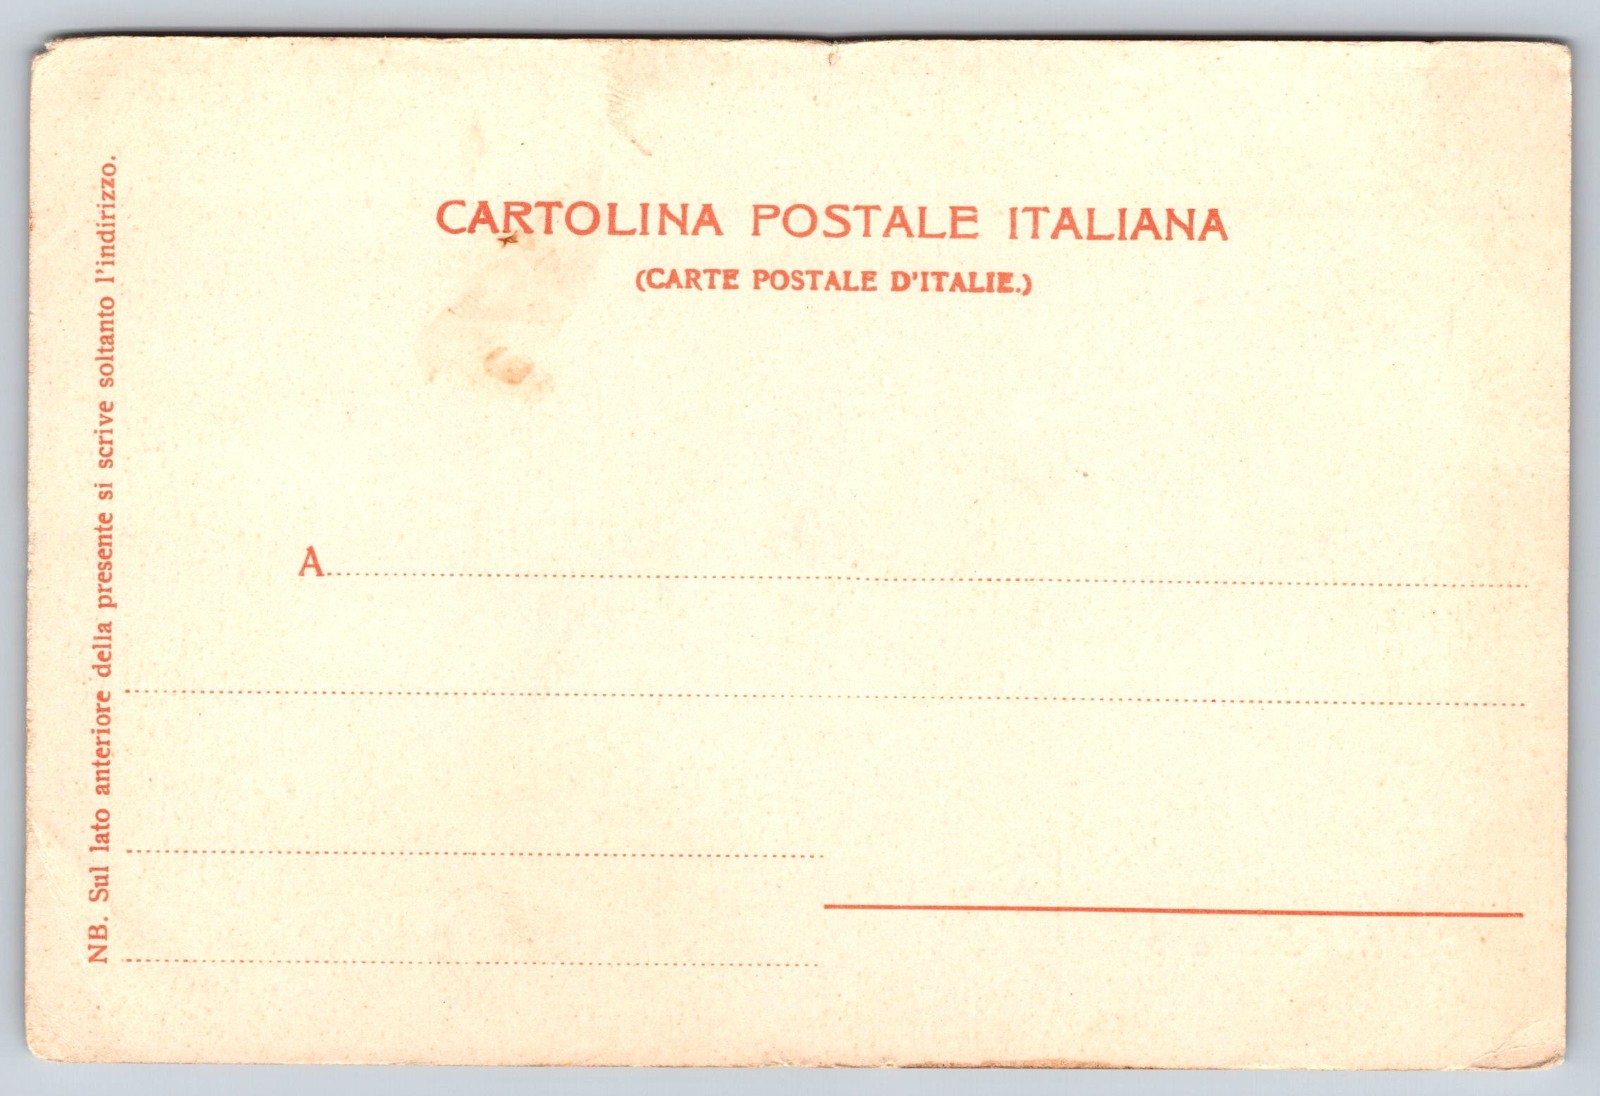 CARTOLINA POSTALE ITALIANA
(CARTE POSTALE D'ITALIE.)
A
NB. Sul lato anteriore della presente si scrive soltanto l'indirizzo.